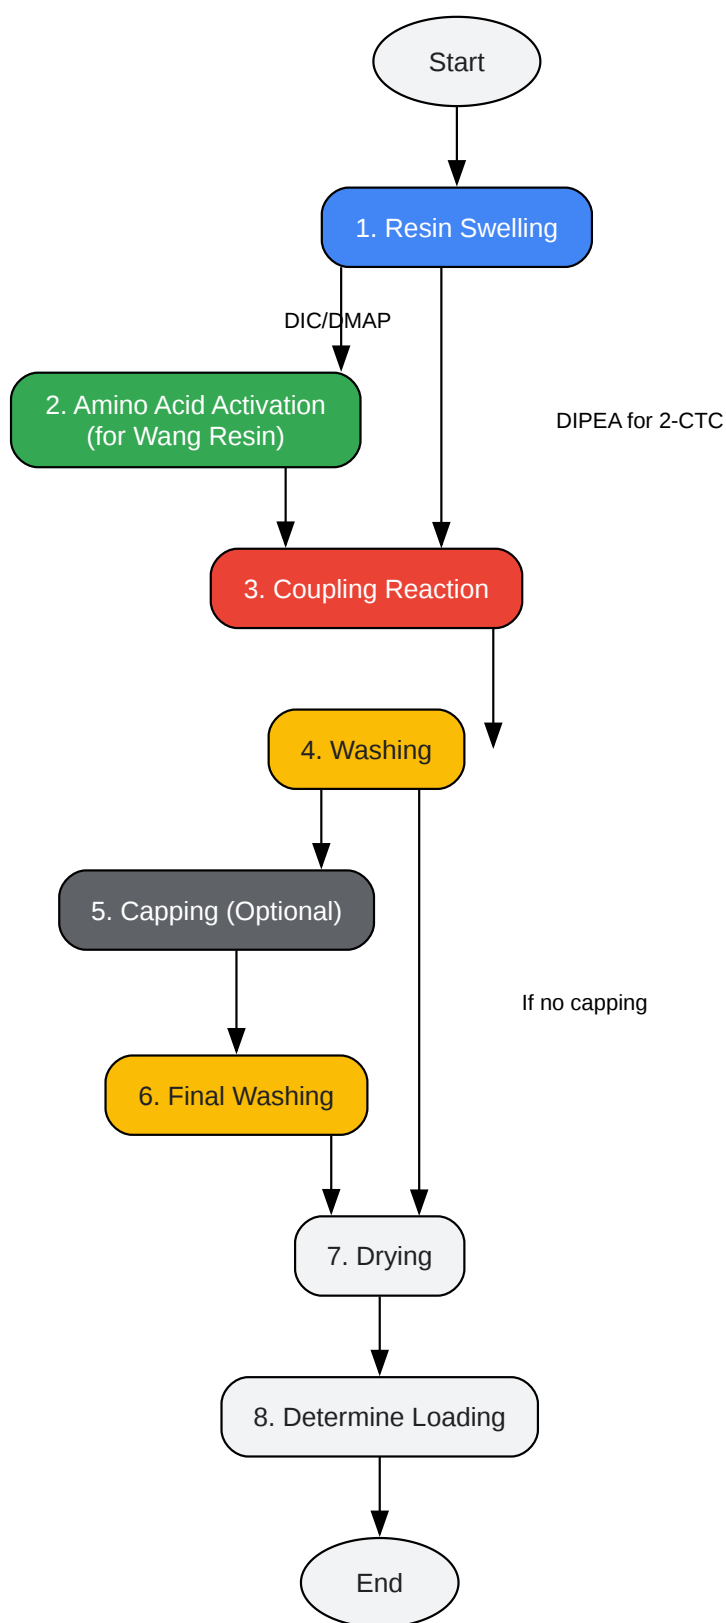 Start
1. Resin Swelling
DIC/DMAP
2. Amino Acid Activation
(for Wang Resin)
DIPEA for 2-CTC
3. Coupling Reaction
4. Washing
5. Capping (Optional)
If no capping
6. Final Washing
7. Drying
8. Determine Loading
End